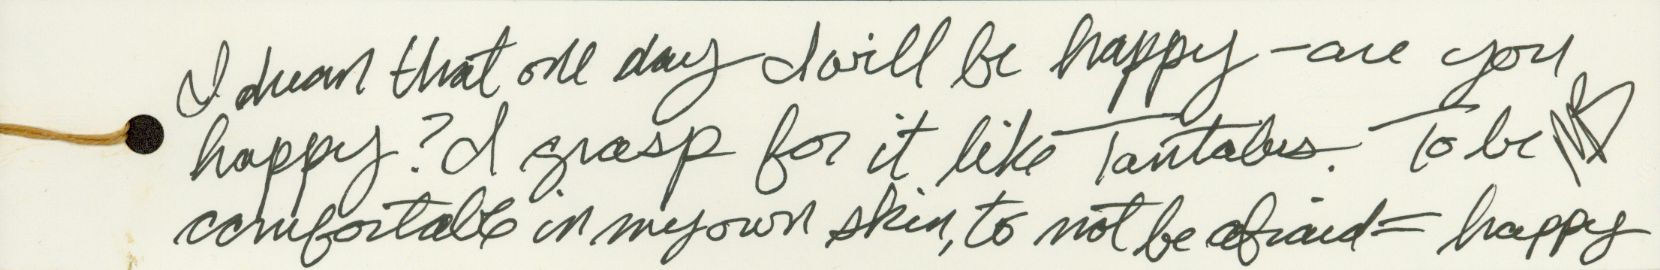 I dream that one day I will be happy - are you
happy? I grasp for it like Tantalus. To be
comfortable in my own skin, to not be afraid = happy